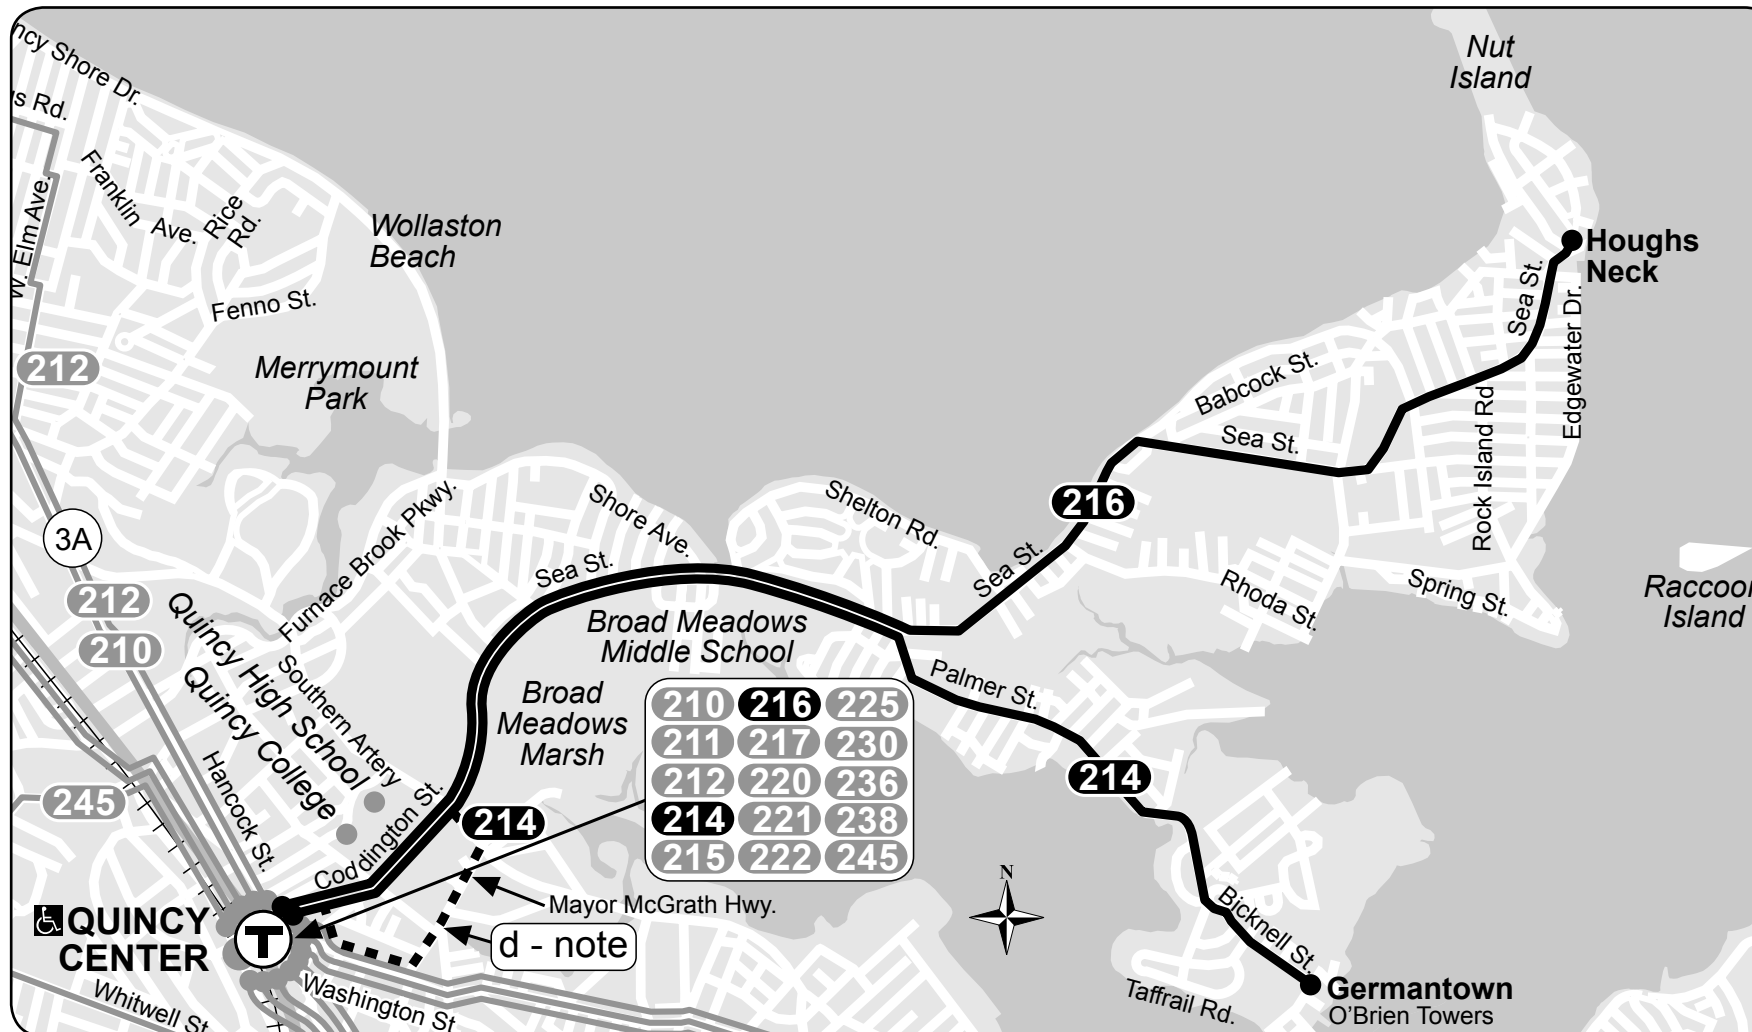 ncy Shore Dr.
us Rd.
Franklin
Ave.
Rice
Rd.
W. Elm Ave.
Fenno St.
Wollaston
Beach
Merrymount
Park
Nut
Island
Houghs
Neck
Sea St.
Edgewater Dr.
Rock Island Rd
Babcock St.
Sea St.
216
212
3A
212
210
245
Furnace Brook Pkwy.
Shore Ave.
Shelton Rd.
Sea St.
Sea St.
Rhoda St.
Spring St.
Raccoon
Island
Quincy High School
Quincy College
Southern Artery
Hancock St.
Coddington St.
Broad Meadows
Middle School
Broad
Meadows
Marsh
210 216 225
211 217 230
212 220 236
214 221 238
215 222 245
Palmer St.
214
214
Mayor McGrath Hwy.
d - note
N
QUINCY
CENTER
T
Whitwell St.
Washington St
Bicknell St.
Taffrail Rd.
Germantown
O'Brien Towers